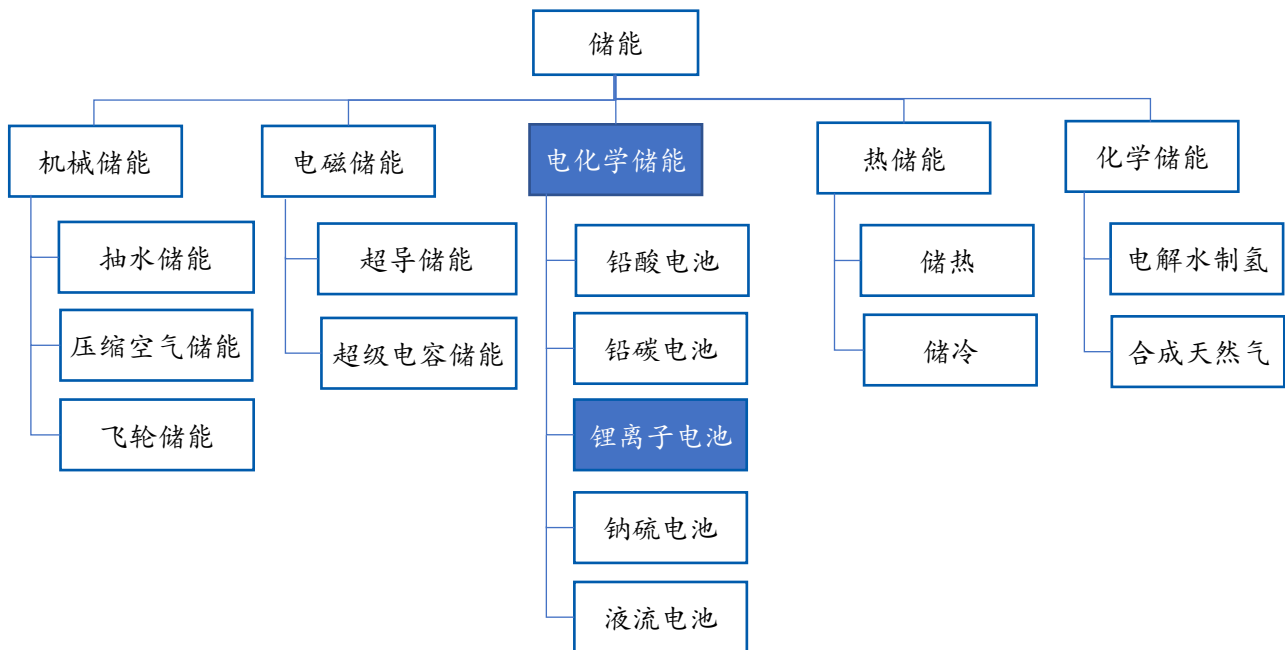 储能
机械储能
电磁储能
电化学储能
热储能
化学储能
抽水储能
超导储能
铅酸电池
储热
电解水制氢
压缩空气储能
超级电容储能
铅碳电池
储冷
合成天然气
飞轮储能
锂离子电池
钠硫电池
液流电池